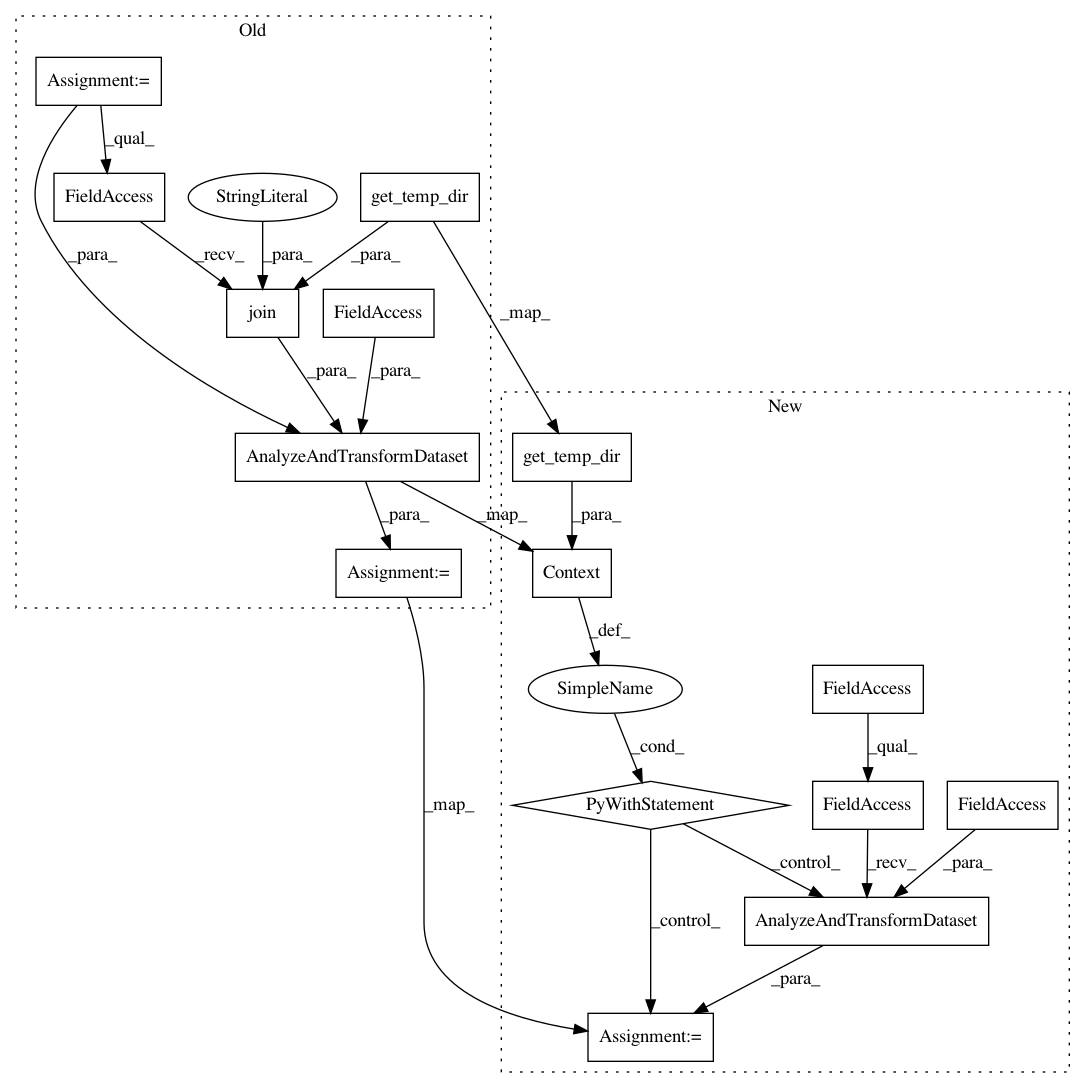 Old
Assignment:=
_qual_
FieldAccess
StringLiteral
get_temp_dir
_para_
_recv_
_para_
_para_
join
FieldAccess
_map_
_para_
_para_
New
AnalyzeAndTransformDataset
get_temp_dir
_para_
_map_
_para_
Assignment:=
Context
_def_
SimpleName
FieldAccess
_cond_
_qual_
PyWithStatement
FieldAccess
FieldAccess
_map_
_control_
_recv_
_para_
_control_
AnalyzeAndTransformDataset
_para_
Assignment:=